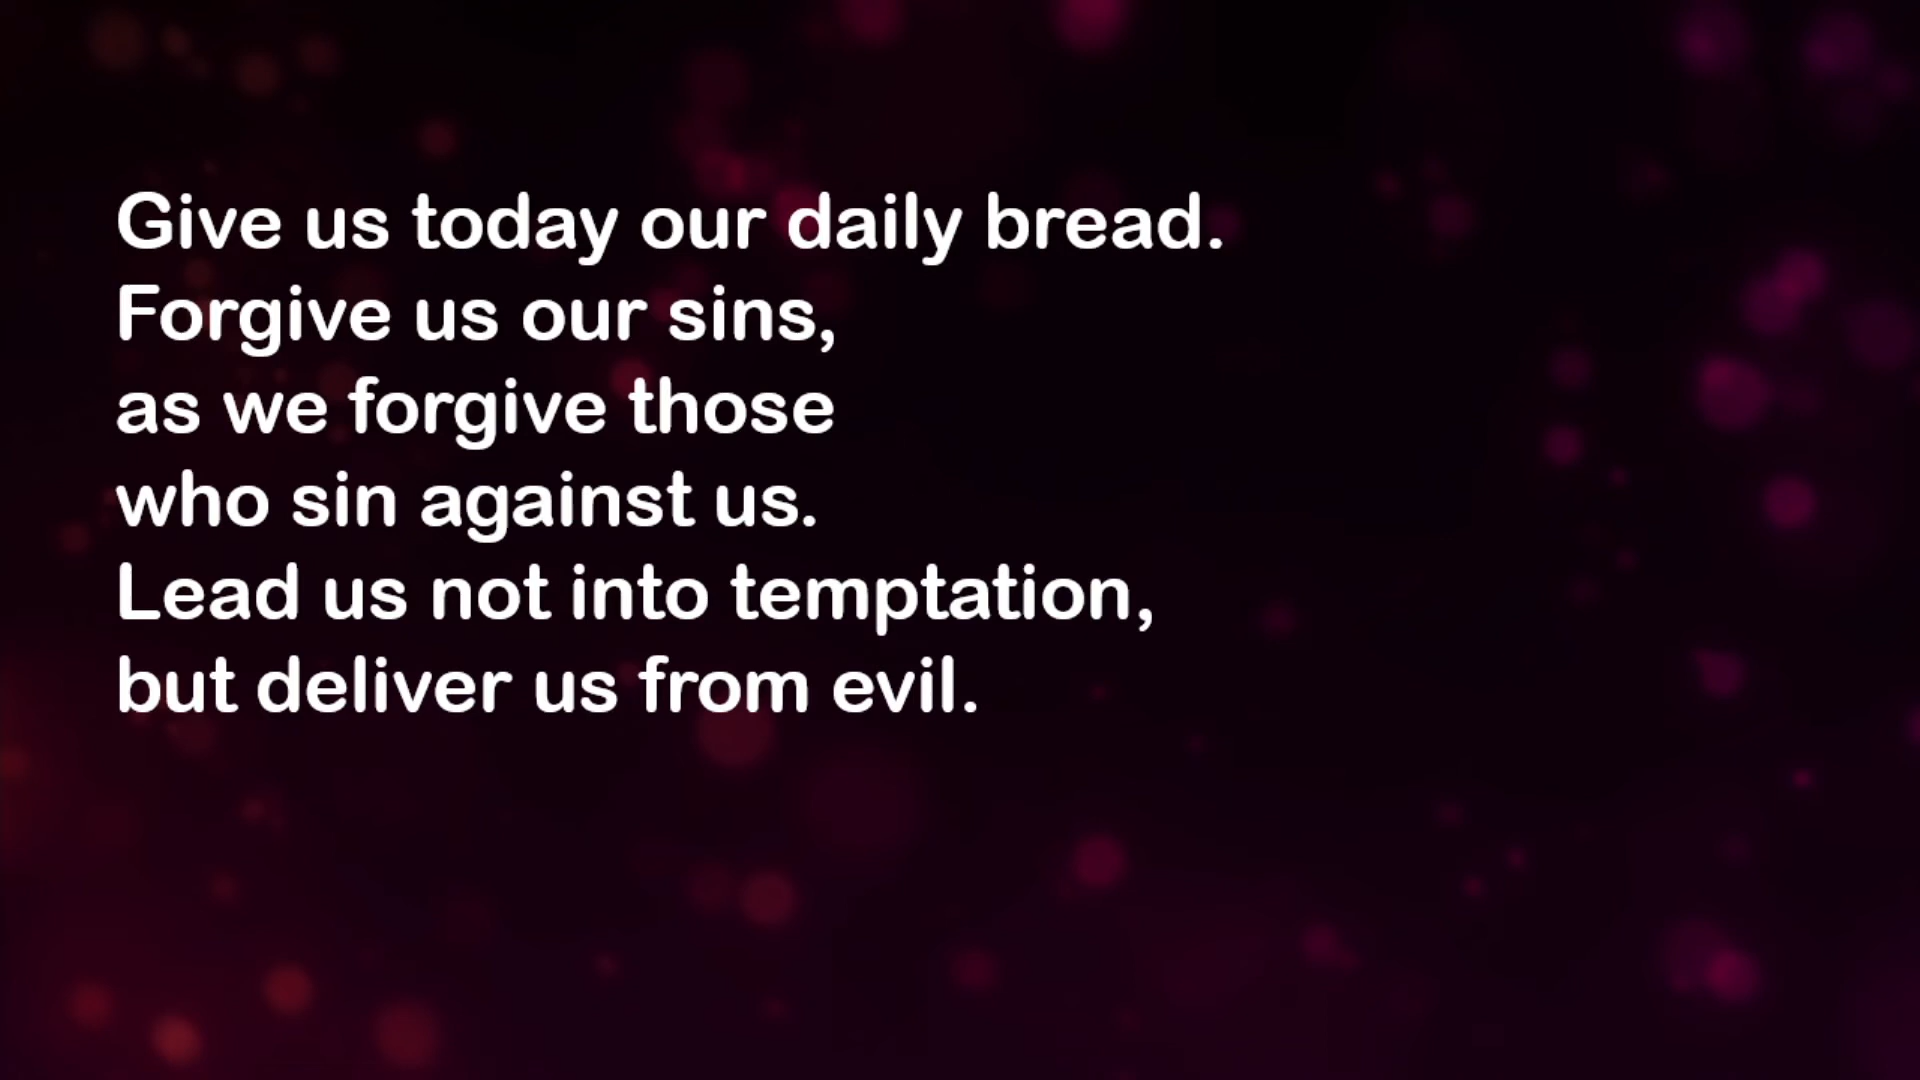 Give us today our daily bread.
Forgive us our sins,
as we forgive those
who sin against us.
Lead us not into temptation,
but deliver us from evil.